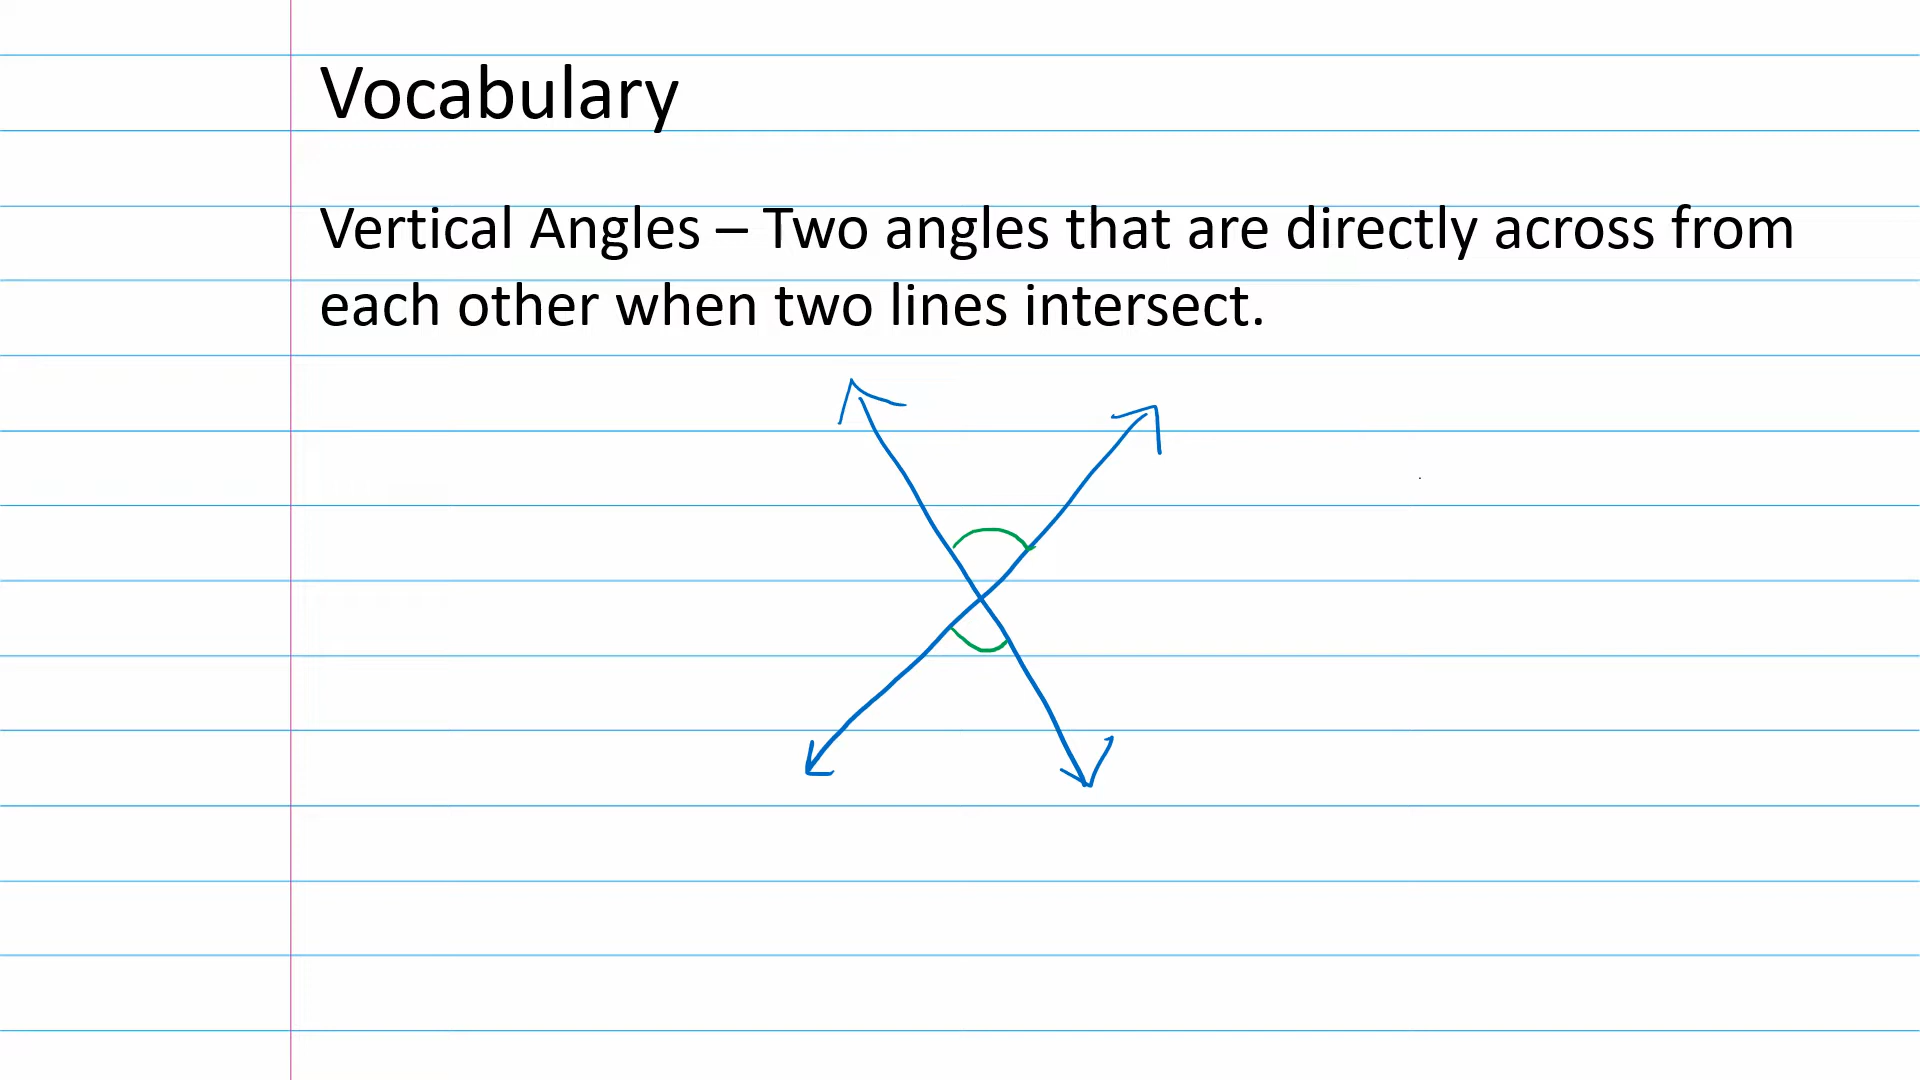 Vocabulary
Vertical Angles – Two angles that are directly across from
each other when two lines intersect.